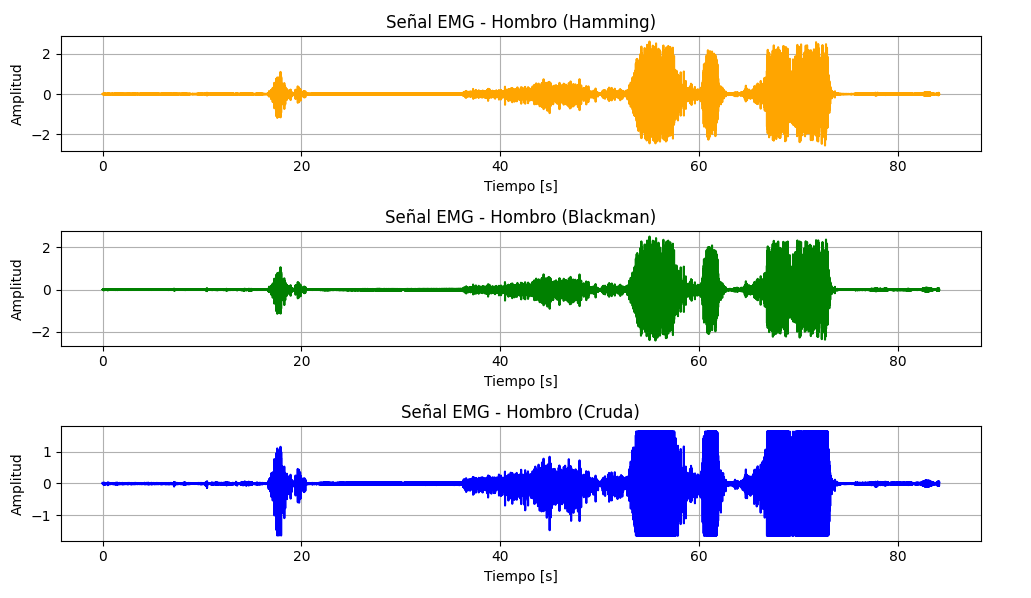 Señal EMG - Hombro (Hamming)
Amplitud
2
0
−2
0 20 40 60 80
Tiempo [s]
Señal EMG - Hombro (Blackman)
Amplitud
2
0
−2
0 20 40 60 80
Tiempo [s]
Señal EMG - Hombro (Cruda)
Amplitud
1
0
−1
0 20 40 60 80
Tiempo [s]